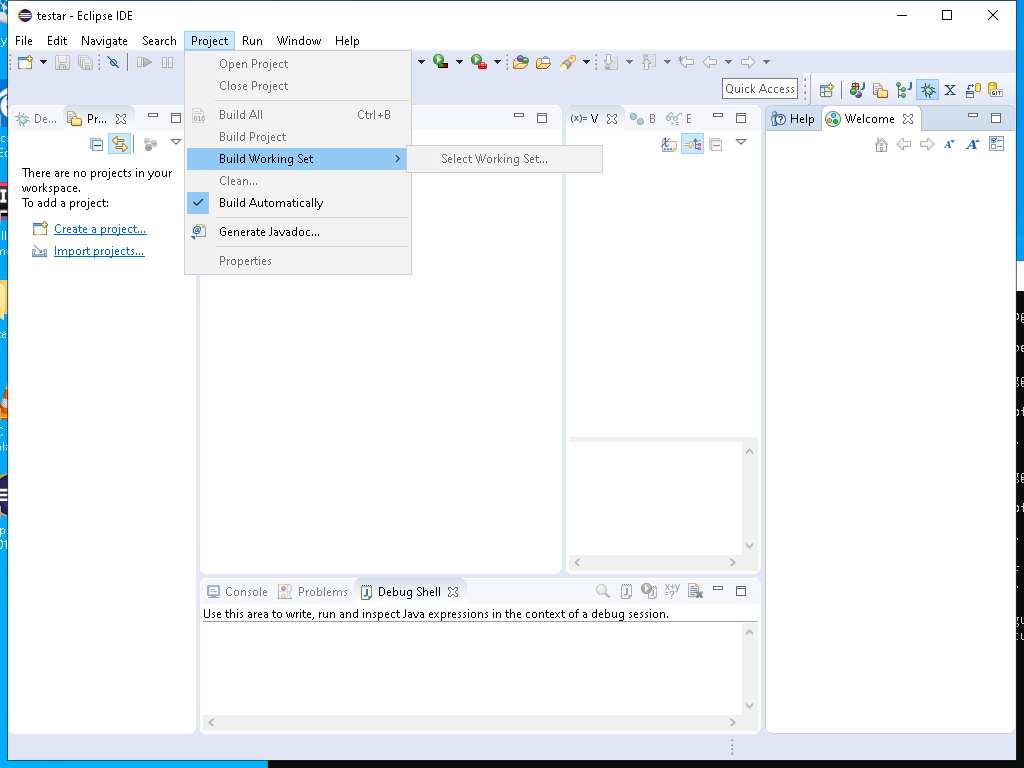 testar - Eclipse IDE
File Edit Navigate Search Project Run Window Help
Open Project
Close Project
Build All Ctrl+B
Build Project
Build Working Set
Select Working Set...
Clean...
Build Automatically
Generate Javadoc...
Properties
Quick Access
De...
Pr...
(x)= V
B
E
Help
Welcome
There are no projects in your
workspace.
To add a project:
Create a project...
Import projects...
Console
Problems
Debug Shell
Use this area to write, run and inspect Java expressions in the context of a debug session.